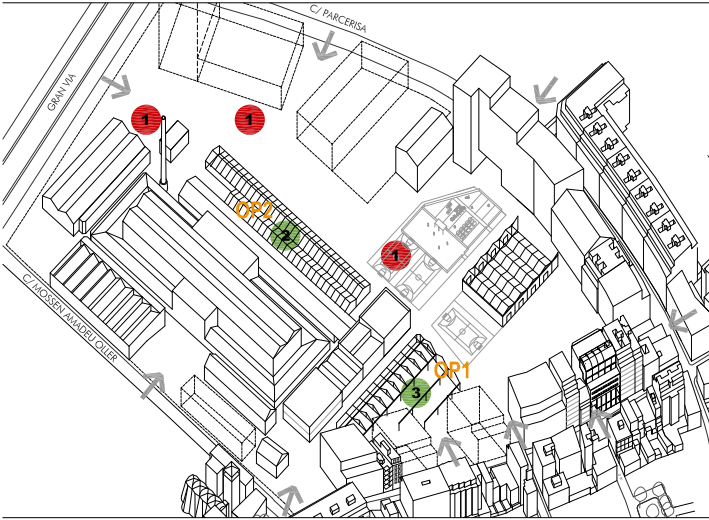 C/ PARCERISA
GRAN VIA
1
1
OP2
2
1
C/ MOSSEN AMADEU OLLER
OP1
3